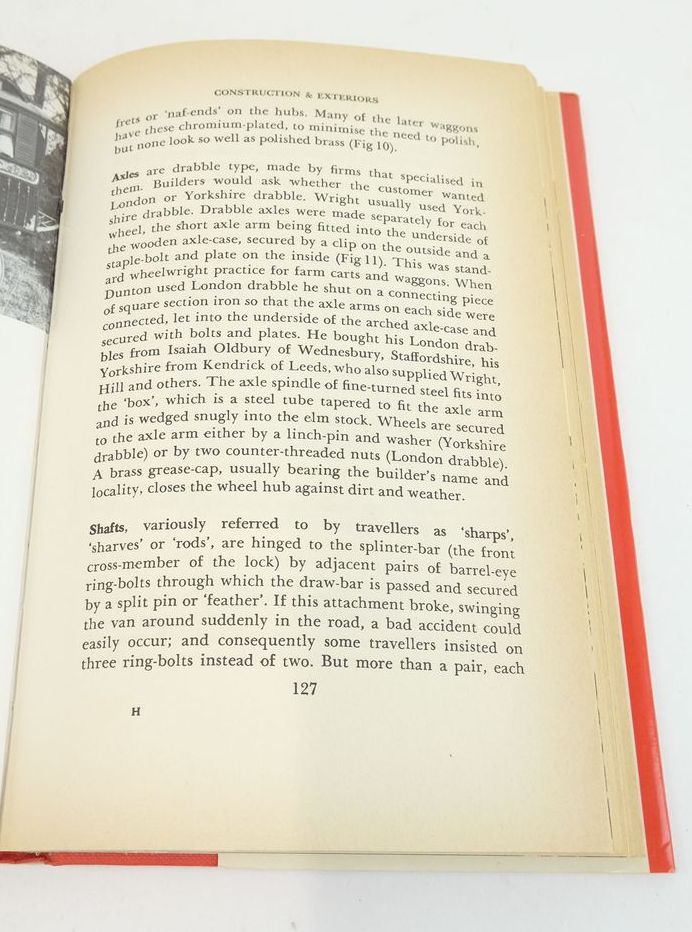 CONSTRUCTION & EXTERIORS
frets or 'naf-ends' on the hubs. Many of the later waggons
have these chromium-plated, to minimise the need to polish,
but none look so well as polished brass (Fig 10).
Axles are drabble type, made by firms that specialised in
them. Builders would ask whether the customer wanted
London or Yorkshire drabble. Wright usually used York-
shire drabble. Drabble axles were made separately for each
wheel, the short axle arm being fitted into the underside of
the wooden axle-case, secured by a clip on the outside and a
staple-bolt and plate on the inside (Fig 11). This was stand-
ard wheelwright practice for farm carts and waggons. When
Dunton used London drabble he shut on a connecting piece
of square section iron so that the axle arms on each side were
connected, let into the underside of the arched axle-case and
secured with bolts and plates. He bought his London drab-
bles from Isaiah Oldbury of Wednesbury, Staffordshire, his
Yorkshire from Kendrick of Leeds, who also supplied Wright,
Hill and others. The axle spindle of fine-turned steel fits into
the 'box', which is a steel tube tapered to fit the axle arm
and is wedged snugly into the elm stock. Wheels are secured
to the axle arm either by a linch-pin and washer (Yorkshire
drabble) or by two counter-threaded nuts (London drabble).
A brass grease-cap, usually bearing the builder's name and
locality, closes the wheel hub against dirt and weather.
Shafts, variously referred to by travellers as 'sharps',
'sharves' or 'rods', are hinged to the splinter-bar (the front
cross-member of the lock) by adjacent pairs of barrel-eye
ring-bolts through which the draw-bar is passed and secured
by a split pin or 'feather'. If this attachment broke, swinging
the van around suddenly in the road, a bad accident could
easily occur; and consequently some travellers insisted on
three ring-bolts instead of two. But more than a pair, each
127
H